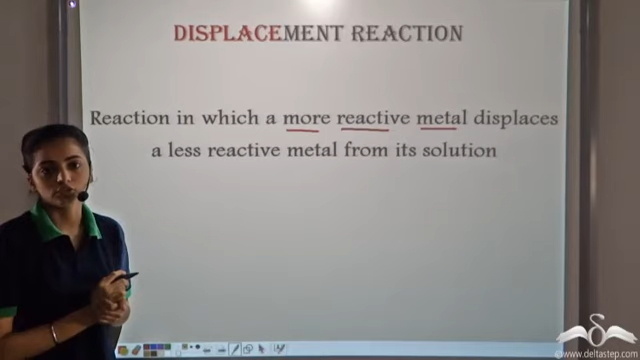 DISPLACEMENT REACTION
Reaction in which a more reactive metal displaces
a less reactive metal from its solution
©www.deltastep.com